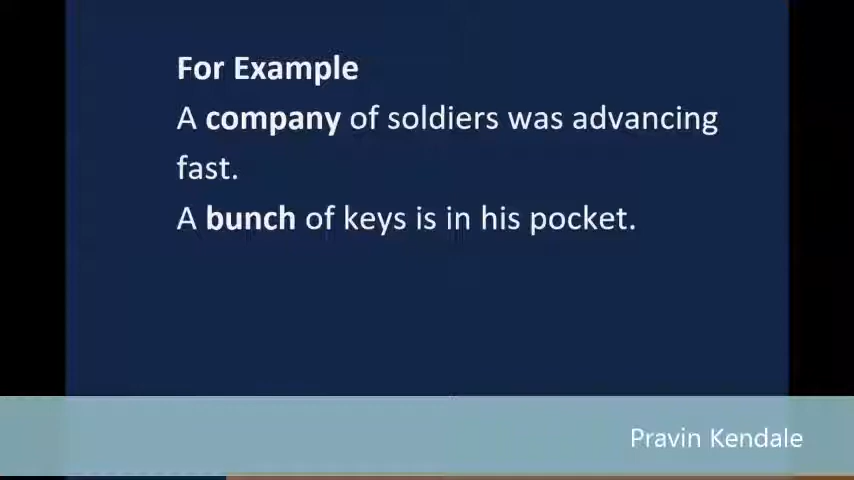 For Example
A company of soldiers was advancing
fast.
A bunch of keys is in his pocket.
Pravin Kendale